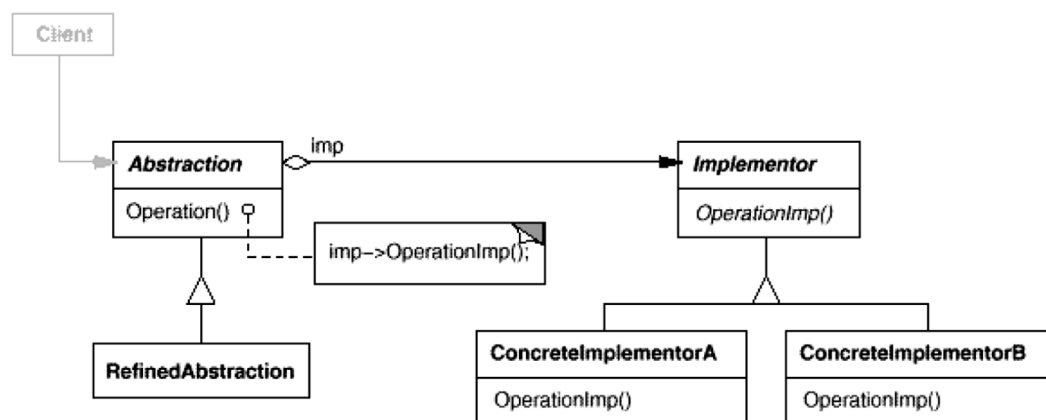 Client
imp
Abstraction
Implementor
Operation()
OperationImp()
imp->OperationImp();
RefinedAbstraction
ConcreteImplementorA
ConcreteImplementorB
OperationImp()
OperationImp()